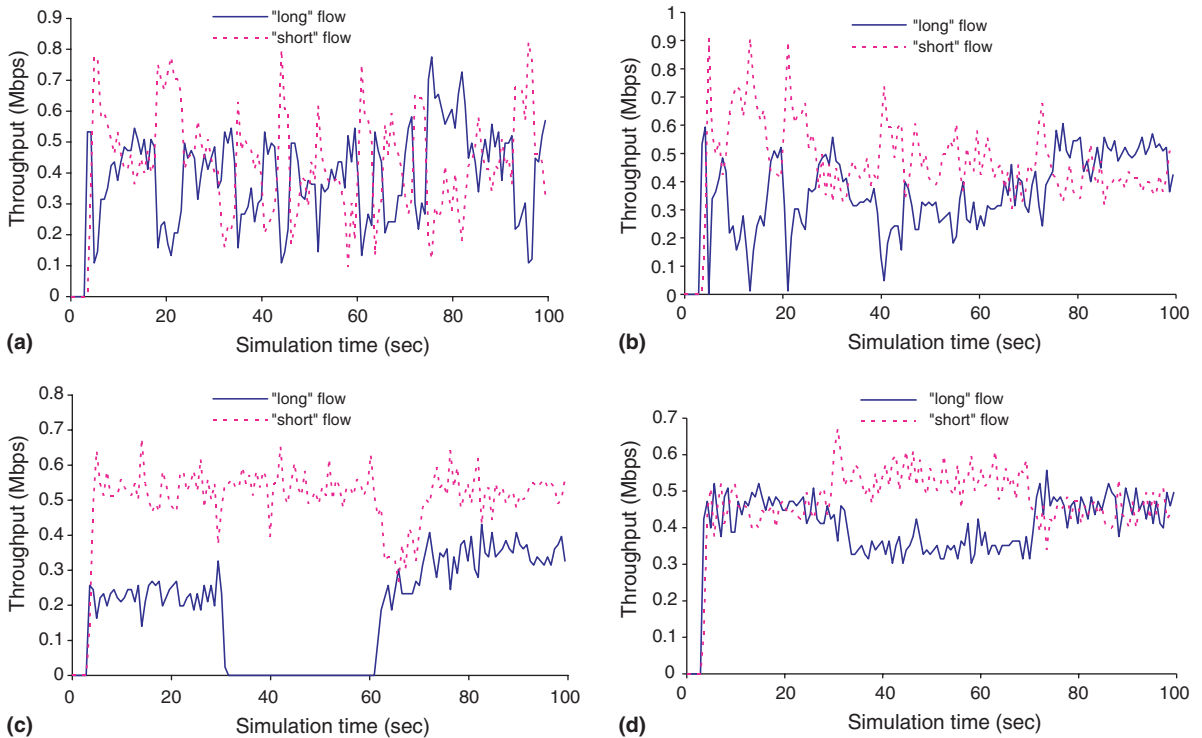 "long" flow
"short" flow
Throughput (Mbps)
0.9
0.8
0.7
0.6
0.5
0.4
0.3
0.2
0.1
0
0 20 40 60 80 100
(a) Simulation time (sec)
"long" flow
"short" flow
Throughput (Mbps)
1
0.9
0.8
0.7
0.6
0.5
0.4
0.3
0.2
0.1
0
0 20 40 60 80 100
(b) Simulation time (sec)
"long" flow
"short" flow
Throughput (Mbps)
0.8
0.7
0.6
0.5
0.4
0.3
0.2
0.1
0
0 20 40 60 80 100
(c) Simulation time (sec)
"long" flow
"short" flow
Throughput (Mbps)
0.7
0.6
0.5
0.4
0.3
0.2
0.1
0
0 20 40 60 80 100
(d) Simulation time (sec)